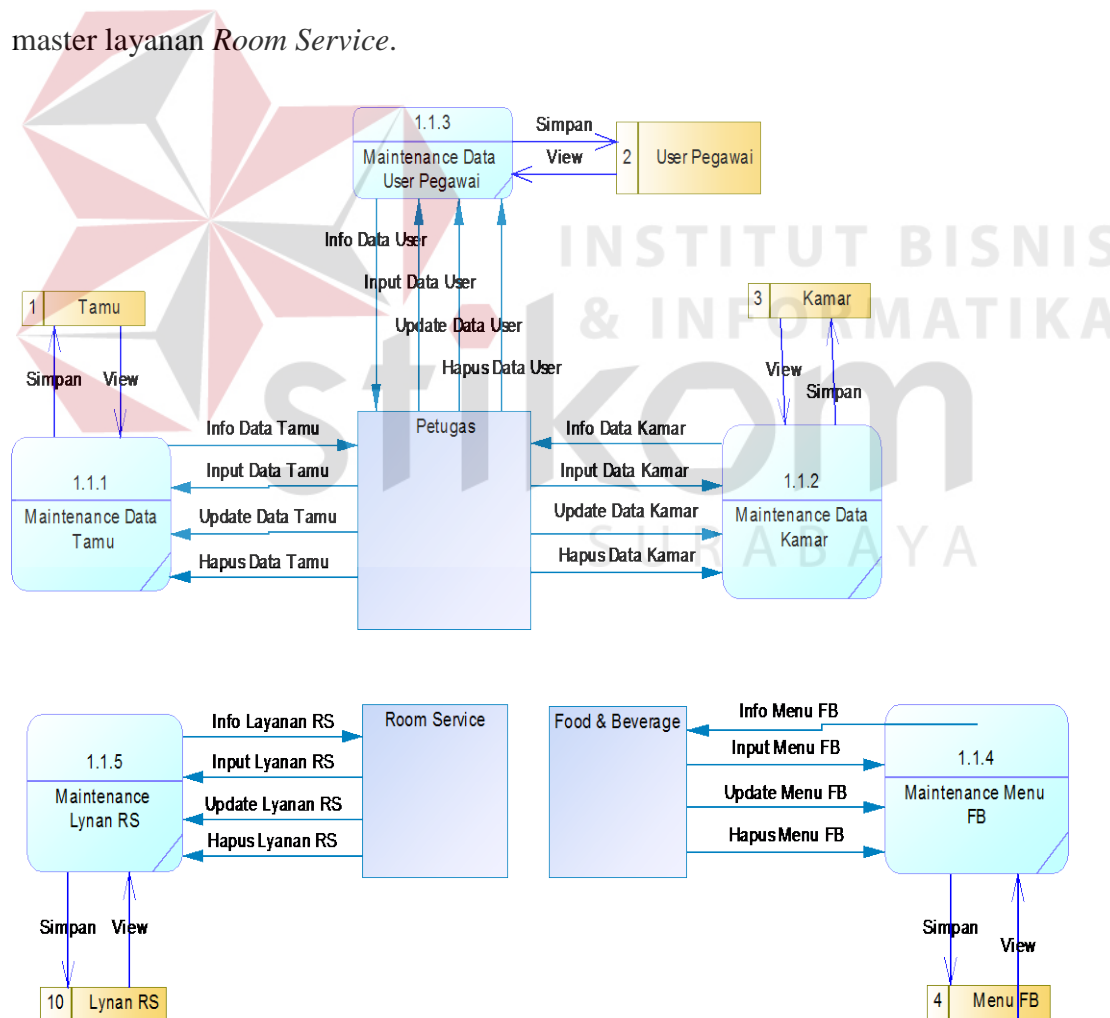 master layanan Room Service.
1.1.3
Maintenance Data
User Pegawai
Simpan
View
2 User Pegawai
INSTITUT BISNIS
& INFORMATIKA
stikom
SURABAYA
Info Data User
Input Data User
Update Data User
Hapus Data User
1 Tamu
Simpan View
3 Kamar
View
Simpan
Petugas
Info Data Tamu
Input Data Tamu
Update Data Tamu
Hapus Data Tamu
1.1.1
Maintenance Data
Tamu
Info Data Kamar
Input Data Kamar
Update Data Kamar
Hapus Data Kamar
1.1.2
Maintenance Data
Kamar
1.1.5
Maintenance
Lynan RS
Info Layanan RS
Input Lyanan RS
Update Lyanan RS
Hapus Lyanan RS
Room Service
Food & Beverage
Info Menu FB
Input Menu FB
Update Menu FB
Hapus Menu FB
1.1.4
Maintenance Menu
FB
Simpan View
10 Lynan RS
Simpan
View
4 Menu FB